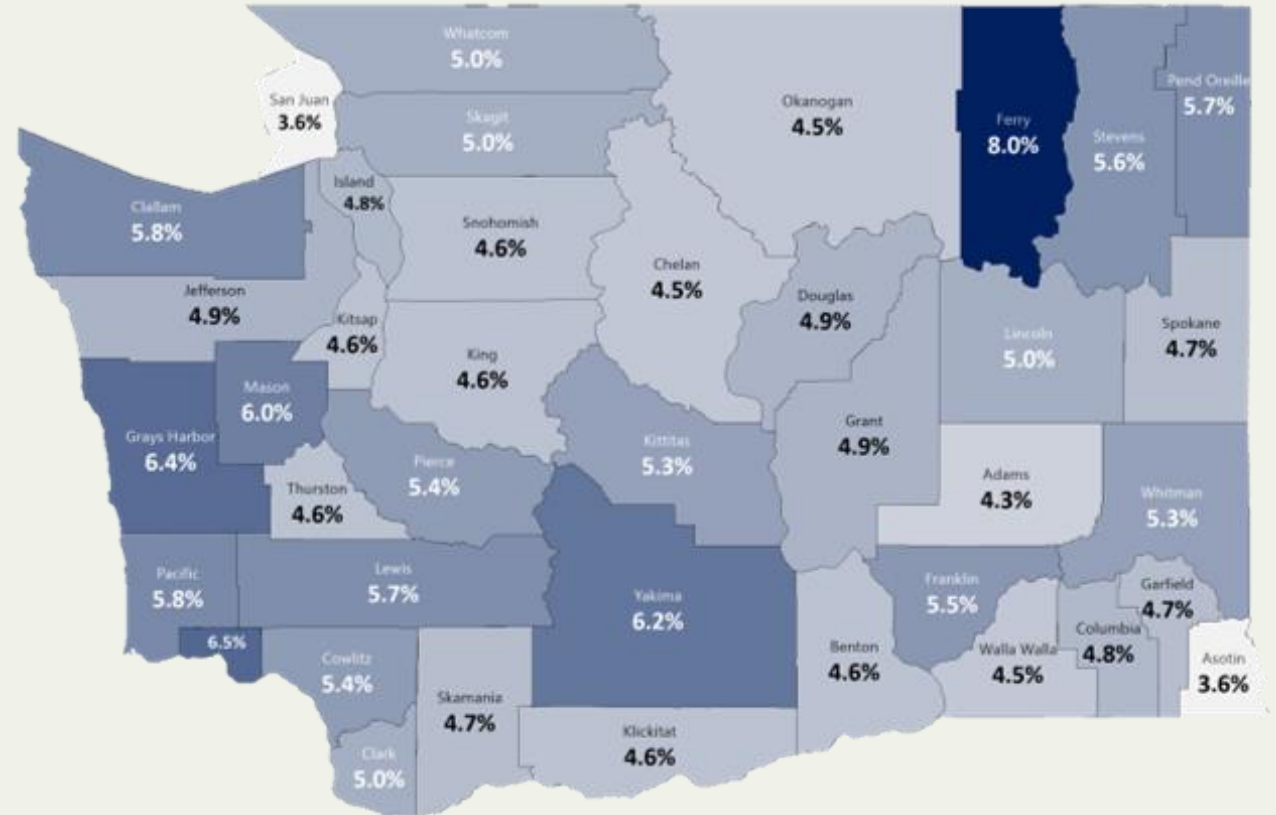 Whatcom
5.0%
San Juan
3.6%
Skagit
5.0%
Okanogan
4.5%
Ferry
8.0%
Stevens
5.6%
Pend Oreille
5.7%
Clallam
5.8%
Island
4.8%
Snohomish
4.6%
Chelan
4.5%
Jefferson
4.9%
Kitsap
4.6%
King
4.6%
Douglas
4.9%
Lincoln
5.0%
Spokane
4.7%
Mason
6.0%
Grays Harbor
6.4%
Thurston
4.6%
Pierce
5.4%
Kittitas
5.3%
Grant
4.9%
Adams
4.3%
Whitman
5.3%
Pacific
5.8%
Lewis
5.7%
Yakima
6.2%
Franklin
5.5%
Garfield
4.7%
6.5%
Cowlitz
5.4%
Skamania
4.7%
Benton
4.6%
Walla Walla
4.5%
Columbia
4.8%
Asotin
3.6%
Clark
5.0%
Klickitat
4.6%